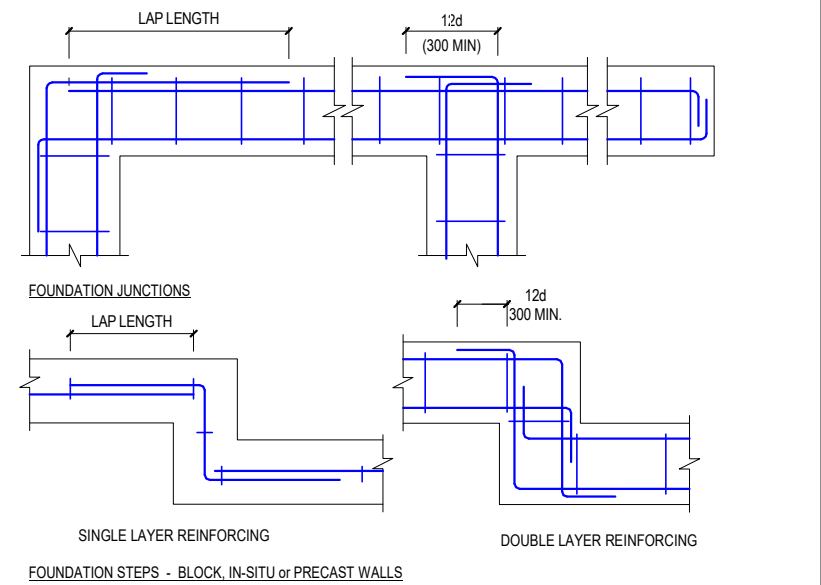 LAP LENGTH
12d
(300 MIN)
FOUNDATION JUNCTIONS
LAP LENGTH
12d
300 MIN.
SINGLE LAYER REINFORCING
DOUBLE LAYER REINFORCING
FOUNDATION STEPS - BLOCK, IN-SITU or PRECAST WALLS